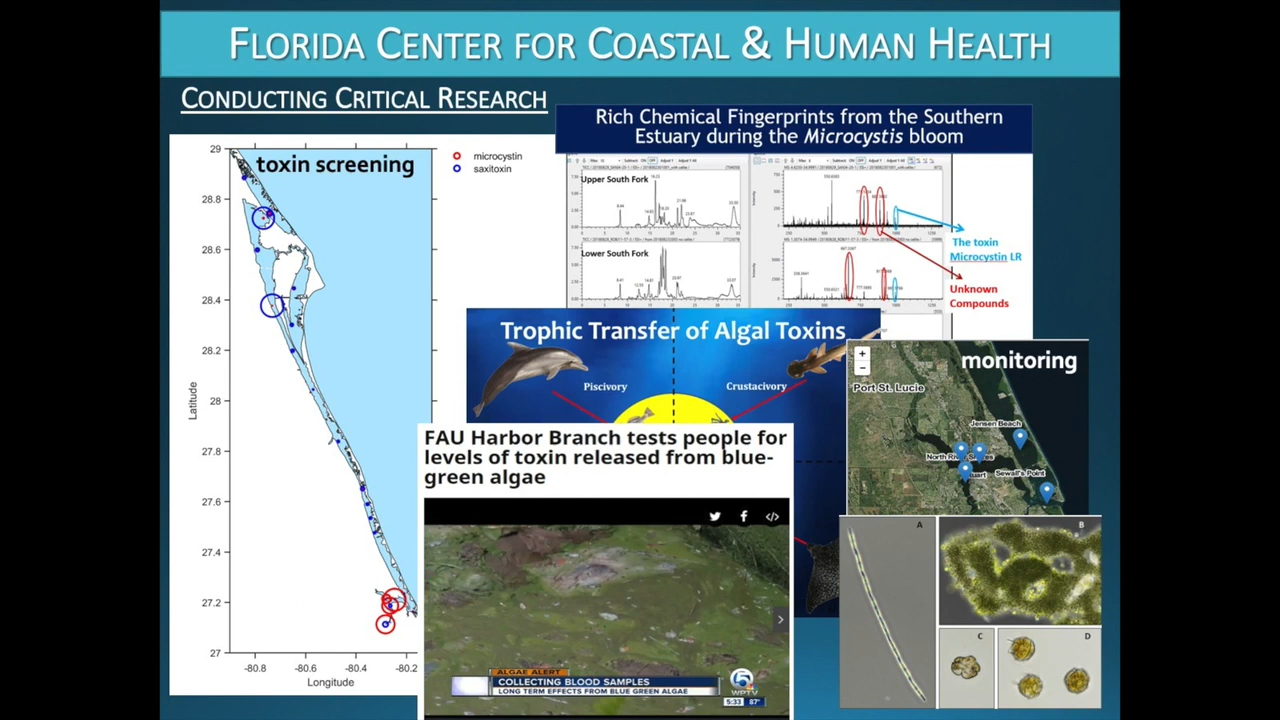 FLORIDA CENTER FOR COASTAL & HUMAN HEALTH
CONDUCTING CRITICAL RESEARCH
toxin screening
microcystin
saxitoxin
29
28.8
28.6
28.4
28.2
28
27.8
27.6
27.4
27.2
27
Latitude
-80.8
-80.6
-80.4
-80.2
Longitude
Rich Chemical Fingerprints from the Southern
Estuary during the Microcystis bloom
Upper South Fork
Lower South Fork
The toxin
Microcystin LR
Unknown
Compounds
Trophic Transfer of Algal Toxins
Piscivory
Crustacivory
monitoring
+
−
Port St. Lucie
Jensen Beach
North River Shores
Stuart
Sewall's Point
FAU Harbor Branch tests people for
levels of toxin released from blue-
green algae
ALGAE ALERT
COLLECTING BLOOD SAMPLES
LONG TERM EFFECTS FROM BLUE GREEN ALGAE
5
WPTV
5:33 87°
A
B
C
D